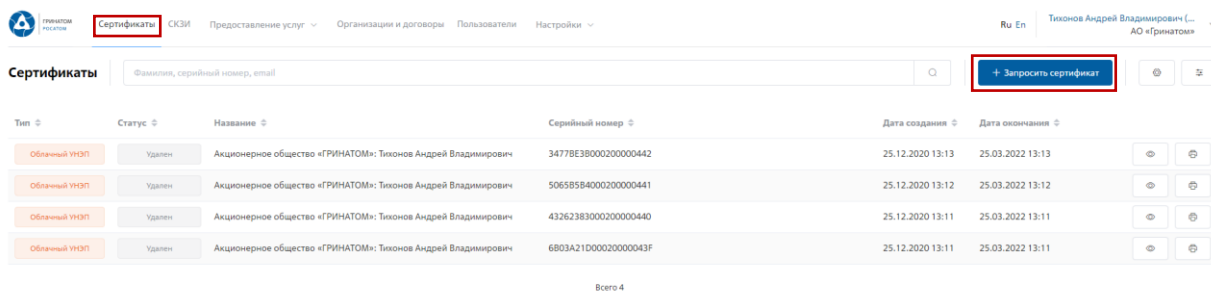 ГРИНАТОМ
РОСАТОМ
Сертификаты СКЗИ Предоставление услуг Организации и договоры Пользователи Настройки Ru En Тихонов Андрей Владимирович (...
АО «Гринатом»
Сертификаты Фамилия, серийный номер, email + Запросить сертификат
Тип Статус Название Серийный номер Дата создания Дата окончания
Облачный УНЭП Удален Акционерное общество «ГРИНАТОМ»: Тихонов Андрей Владимирович 3477BE3B000200000442 25.12.2020 13:13 25.03.2022 13:13
Облачный УНЭП Удален Акционерное общество «ГРИНАТОМ»: Тихонов Андрей Владимирович 5065B5B4000200000441 25.12.2020 13:12 25.03.2022 13:12
Облачный УНЭП Удален Акционерное общество «ГРИНАТОМ»: Тихонов Андрей Владимирович 43262383000200000440 25.12.2020 13:11 25.03.2022 13:11
Облачный УНЭП Удален Акционерное общество «ГРИНАТОМ»: Тихонов Андрей Владимирович 6B03A21D00020000043F 25.12.2020 13:11 25.03.2022 13:11
Всего 4